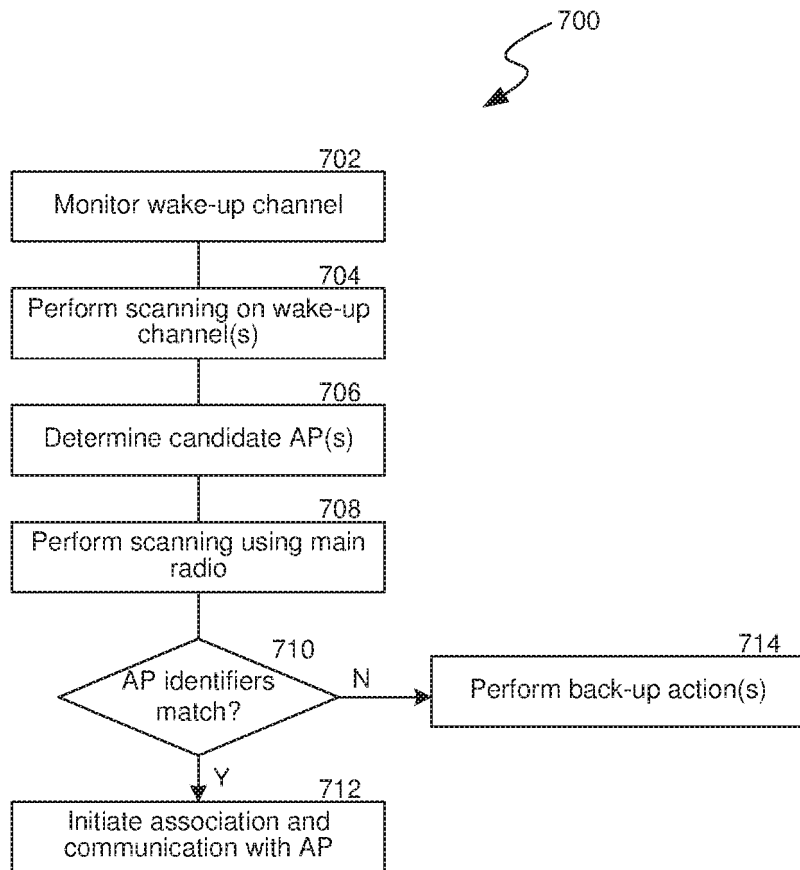 700
702
Monitor wake-up channel
704
Perform scanning on wake-up
channel(s)
706
Determine candidate AP(s)
708
Perform scanning using main
radio
710
AP identifiers
match?
N
714
Perform back-up action(s)
Y
712
Initiate association and
communication with AP